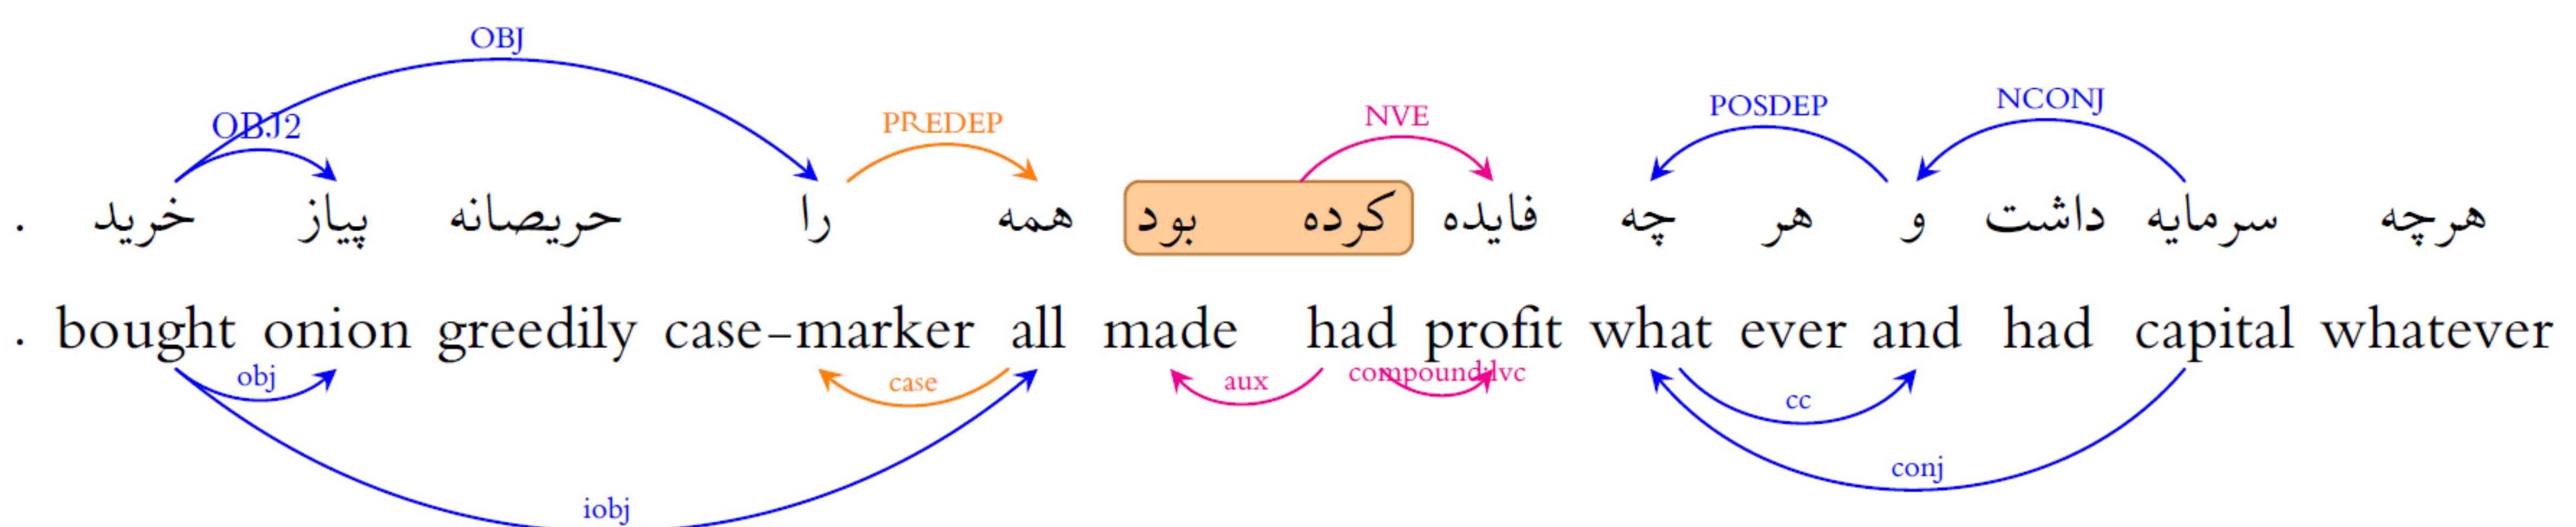 OBJ
OBJ2 PREDEP NVE POSDEP NCONJ
هرچه سرمایه داشت و هر چه فایده کرده بود همه را حریصانه پیاز خرید .
. bought onion greedily case-marker all made had profit what ever and had capital whatever
obj case aux compound:lvc cc
iobj conj